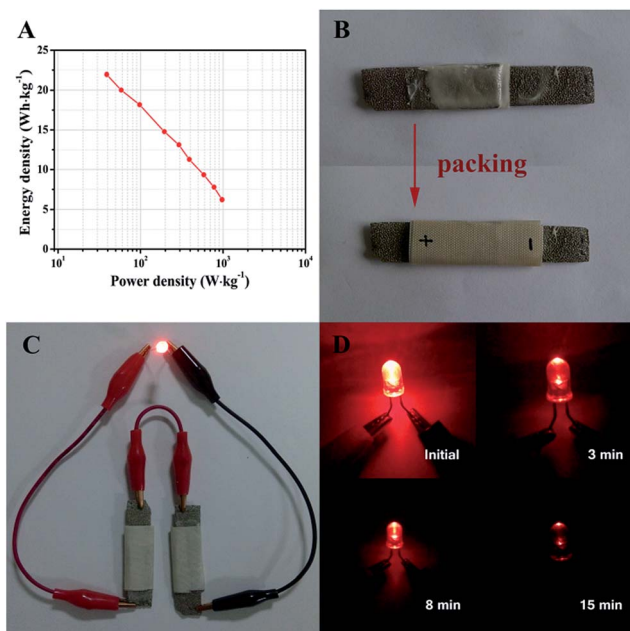 A
Energy density (Wh·kg⁻¹)
25
20
15
10
5
0
10¹ 10² 10³ 10⁴
Power density (W·kg⁻¹)
B
packing
+ -
C
D
Initial
3 min
8 min
15 min